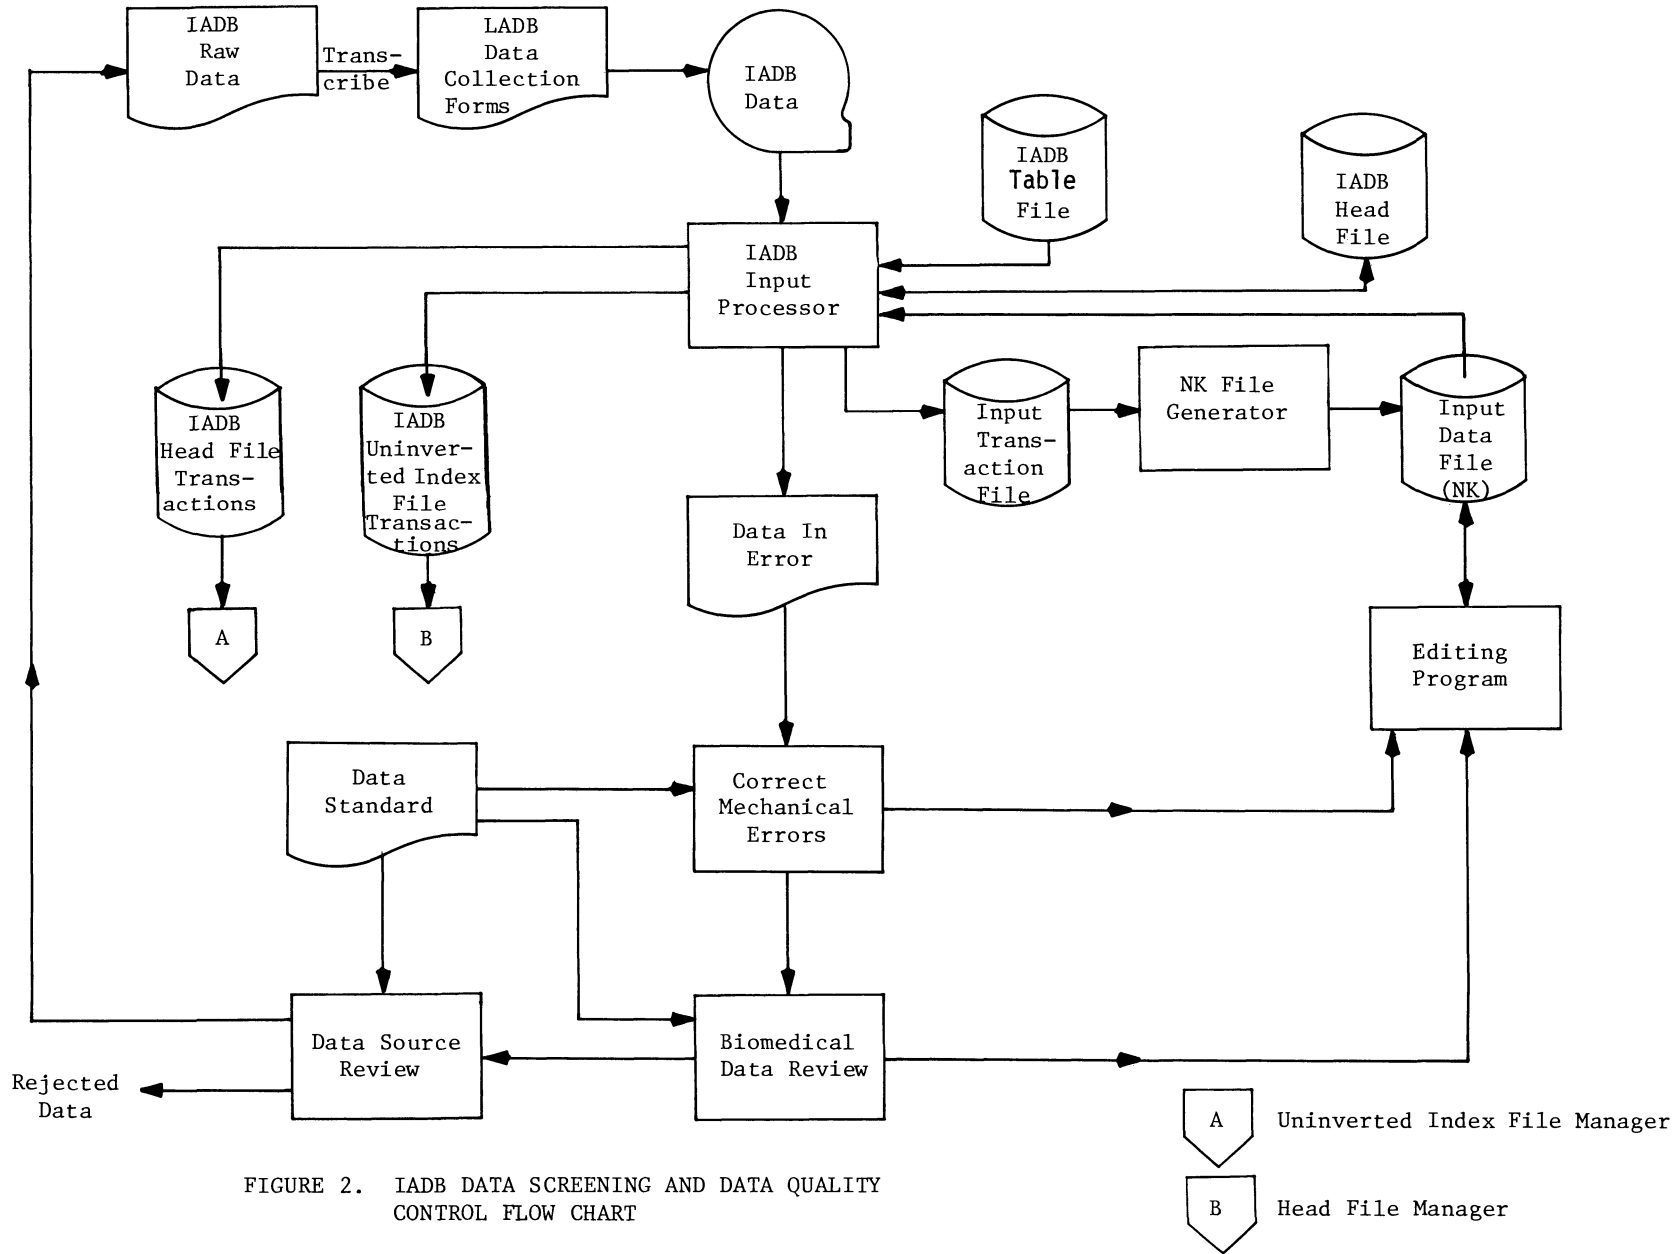 IADB
Raw
Data
Trans-
cribe
LADB
Data
Collection
Forms
IADB
Data
IADB
Table
File
IADB
Head
File
IADB
Input
Processor
IADB
Head File
Trans-
actions
IADB
Uninver-
ted Index
File
Transac-
tions
Input
Trans-
action
File
NK File
Generator
Input
Data
File
(NK)
Data In
Error
A
B
Editing
Program
Data
Standard
Correct
Mechanical
Errors
Data Source
Review
Biomedical
Data Review
Rejected
Data
A Uninverted Index File Manager
B Head File Manager
FIGURE 2. IADB DATA SCREENING AND DATA QUALITY
CONTROL FLOW CHART